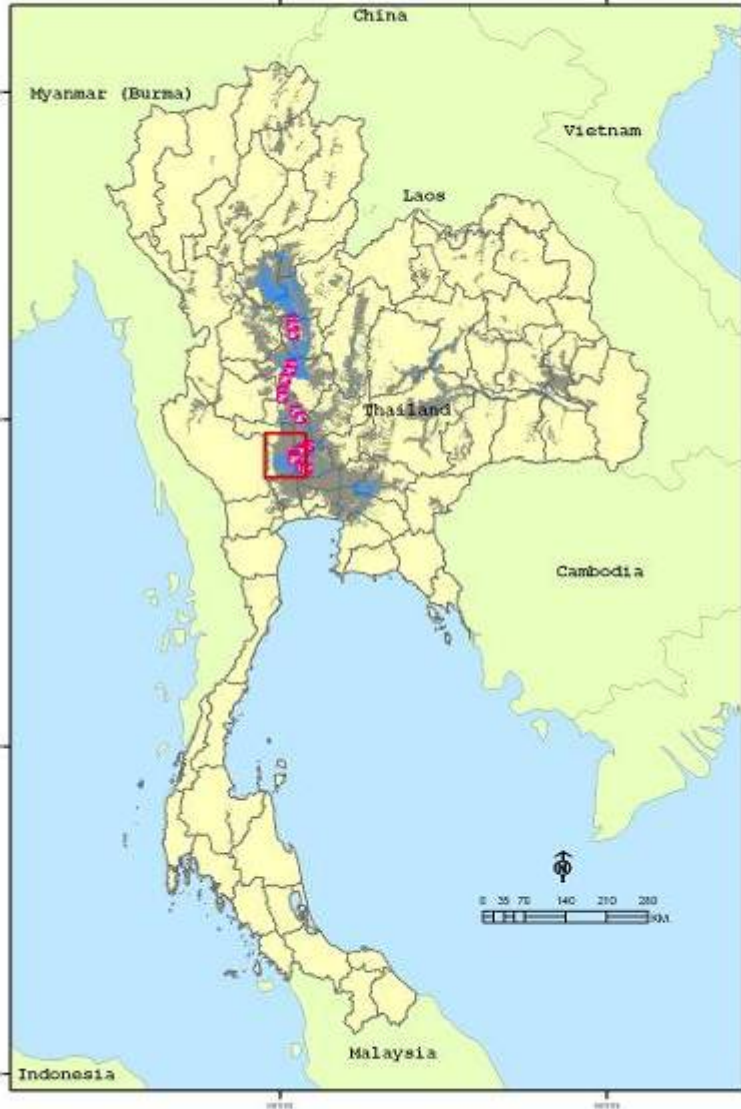 China
Myanmar (Burma)
Vietnam
Laos
Thailand
Cambodia
N
0 35 70 140 210 280
KM
Malaysia
Indonesia